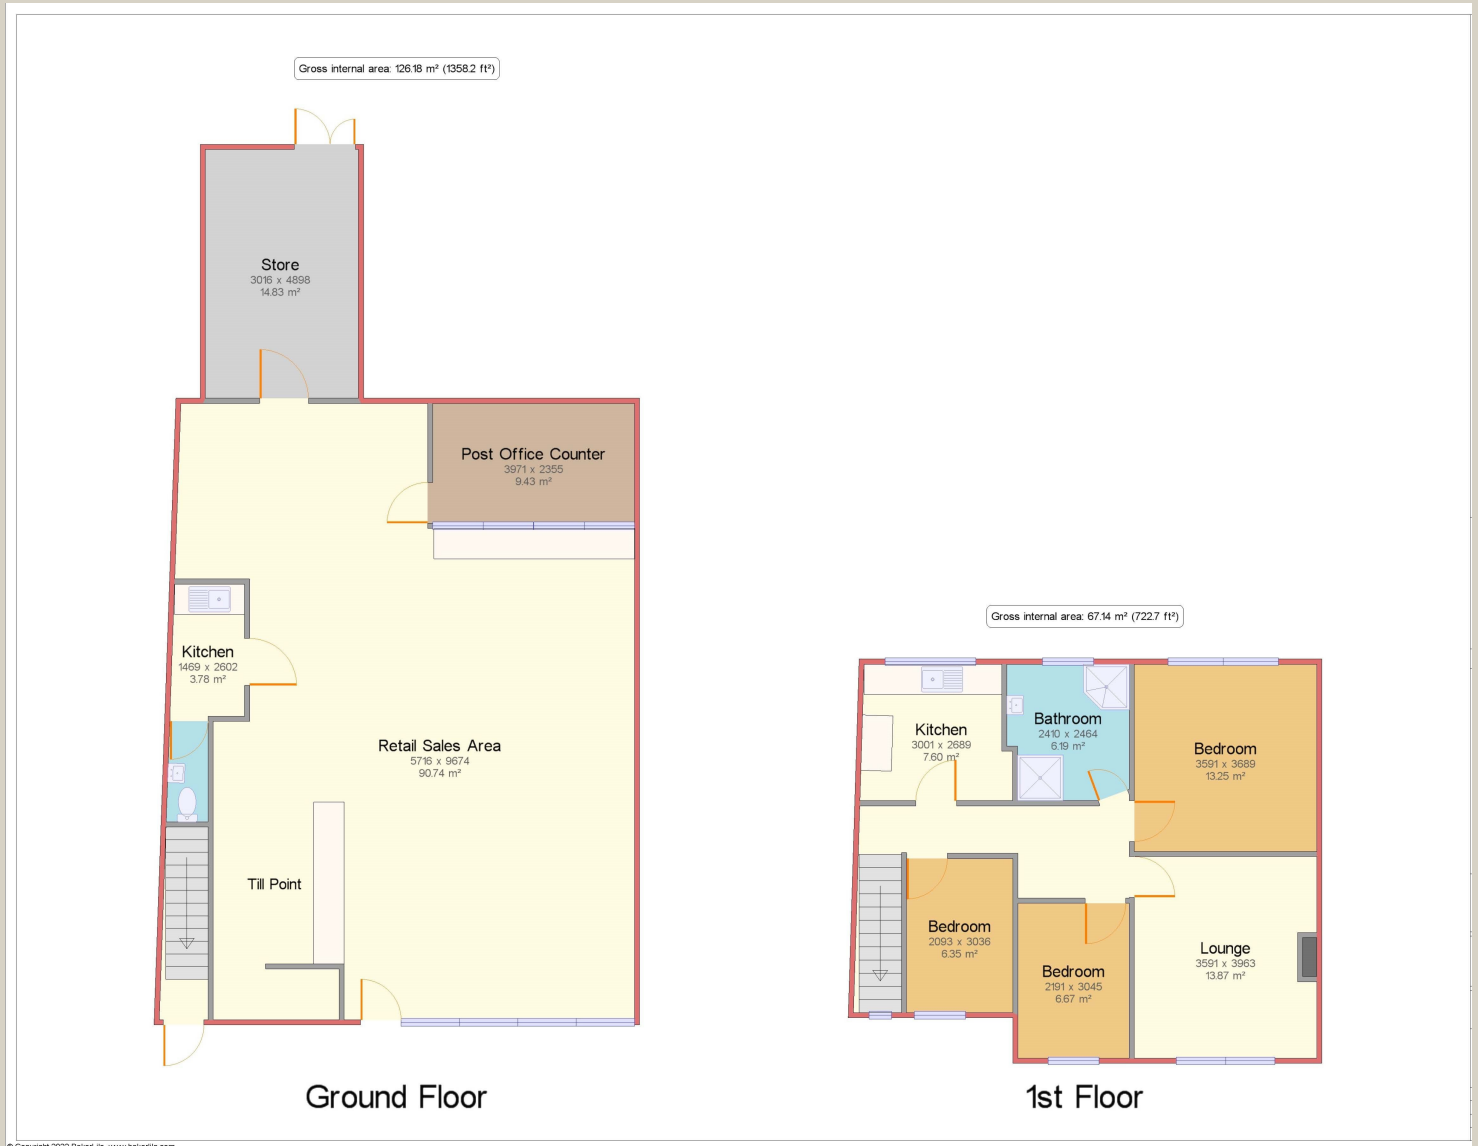 Gross internal area: 126.18 m² (1358.2 ft²)
Store
3016 x 4898
14.83 m²
Post Office Counter
3971 x 2355
9.43 m²
Kitchen
1469 x 2602
3.78 m²
Retail Sales Area
5716 x 9674
90.74 m²
Till Point
Ground Floor
Gross internal area: 67.14 m² (722.7 ft²)
Kitchen
3001 x 2689
7.60 m²
Bathroom
2410 x 2464
6.19 m²
Bedroom
3591 x 3689
13.25 m²
Bedroom
2093 x 3036
6.35 m²
Bedroom
2191 x 3045
6.67 m²
Lounge
3591 x 3963
13.87 m²
1st Floor